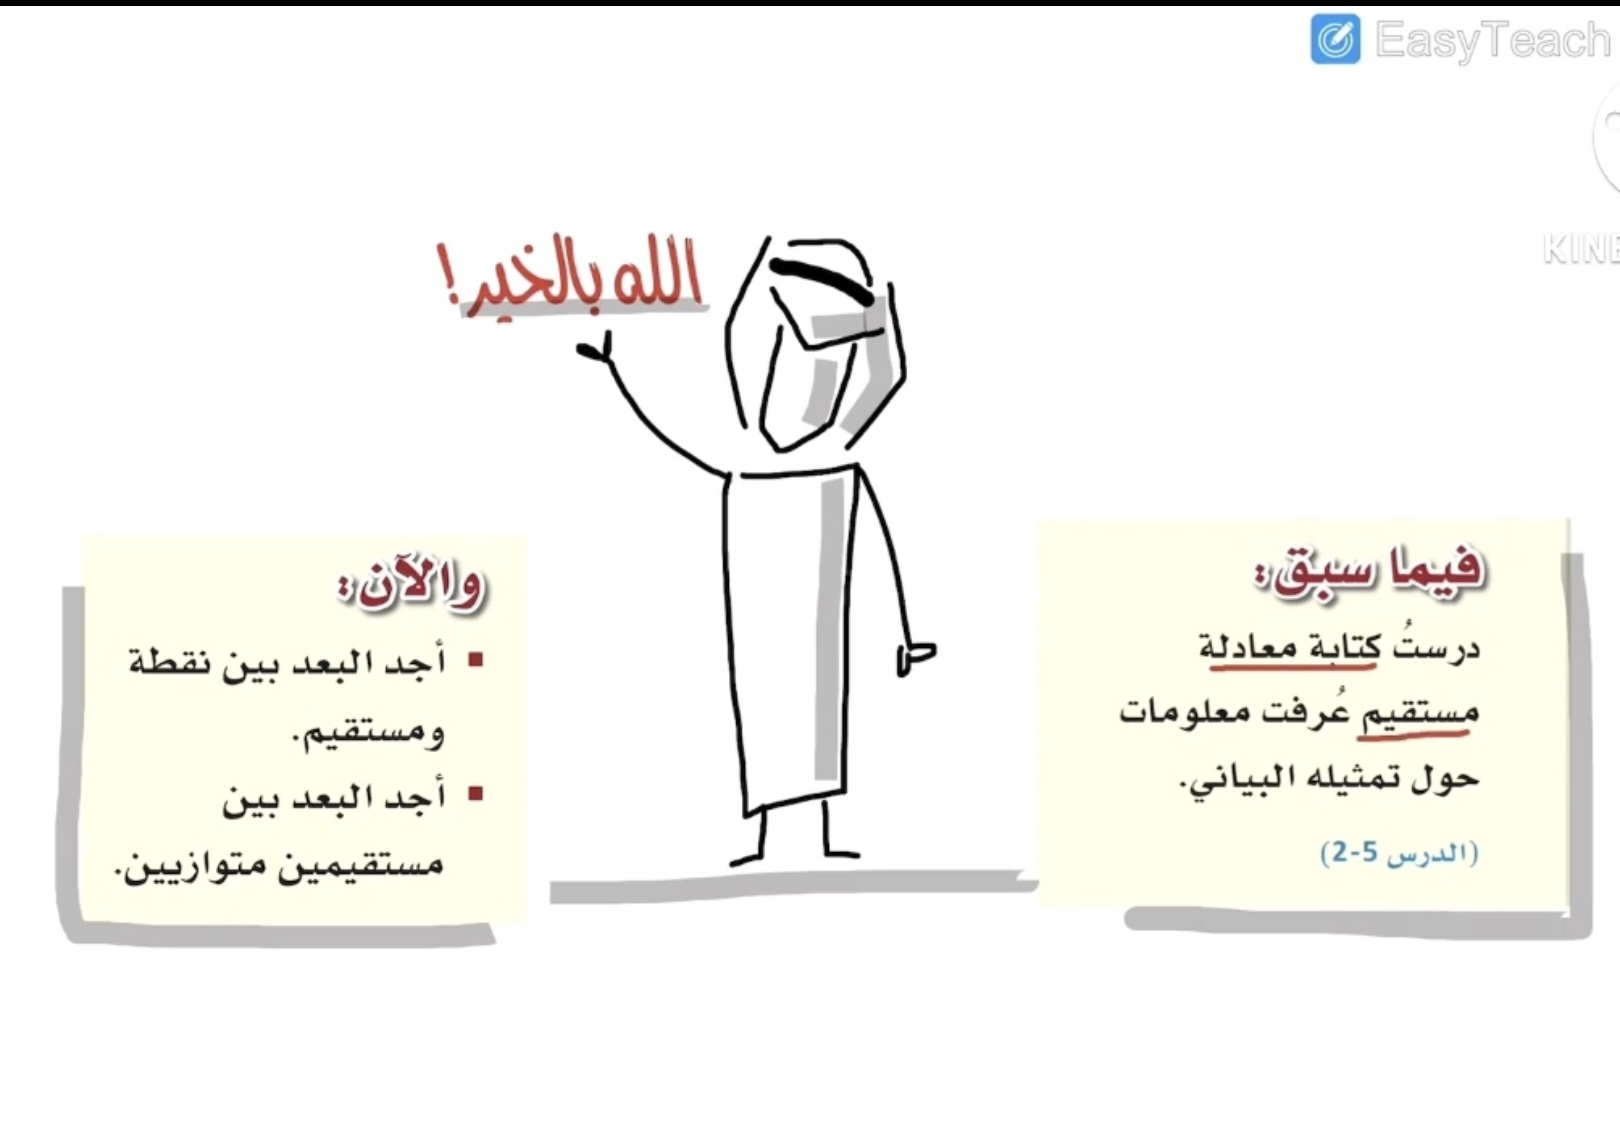 EasyTeach
KINE
الله بالخير!
فيما سبق:
درستُ كتابة معادلة
مستقيم عُرفت معلومات
حول تمثيله البياني.
(الدرس 5-2)
والآن:
▪ أجد البعد بين نقطة
ومستقيم.
▪ أجد البعد بين
مستقيمين متوازيين.